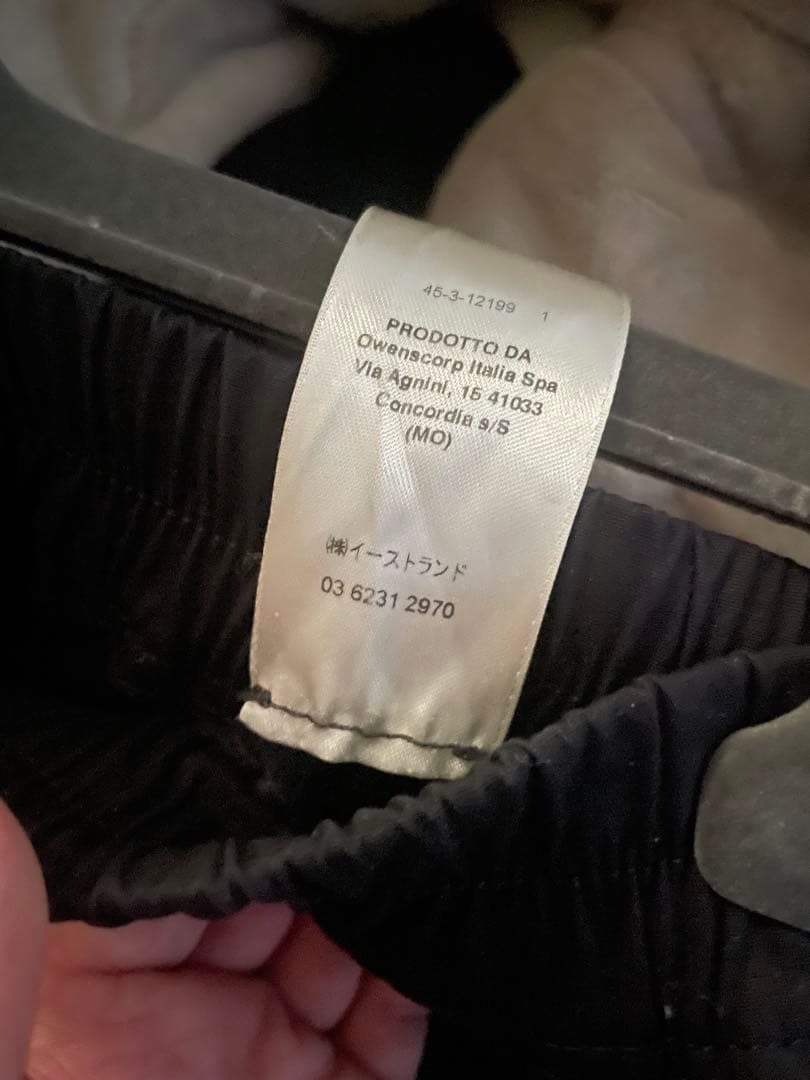 45-3-12199 1
PRODOTTO DA
Owenscorp Italia Spa
Via Agnini, 15 41033
Concordia s/S
(MO)
㈱イーストランド
03 6231 2970